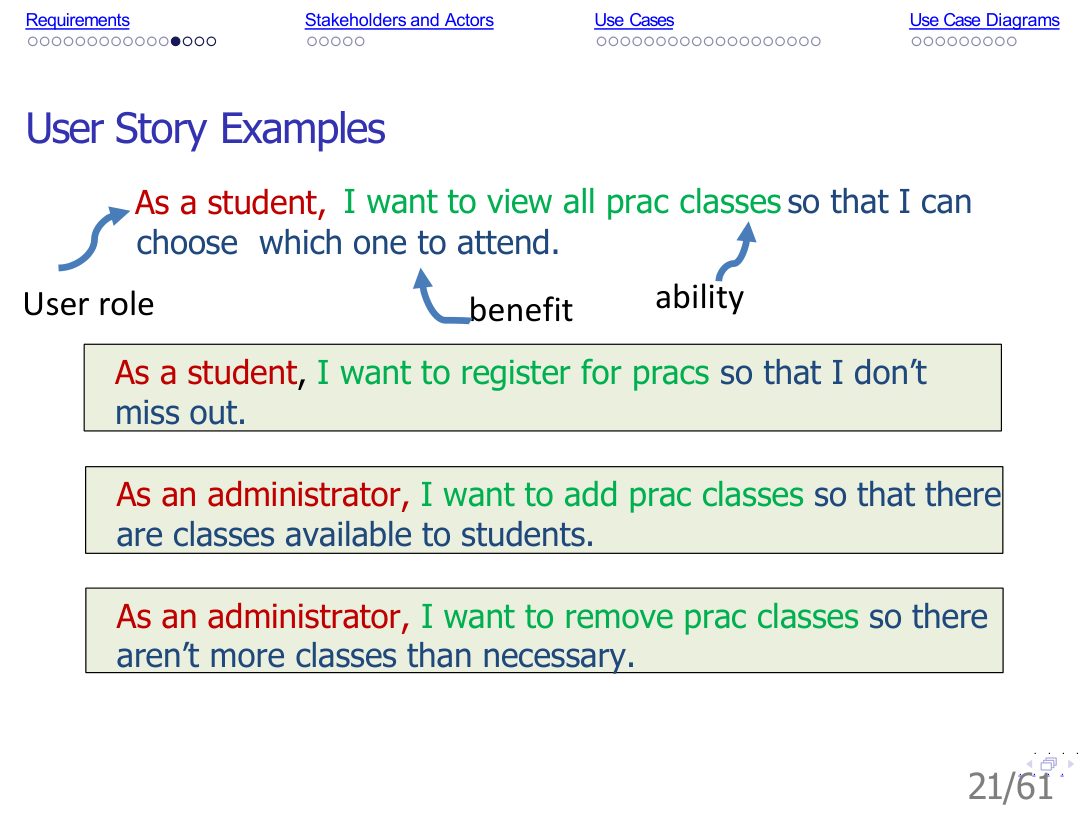 Requirements Stakeholders and Actors Use Cases Use Case Diagrams
User Story Examples
As a student, I want to view all prac classes so that I can
choose which one to attend.
User role benefit ability
As a student, I want to register for pracs so that I don’t
miss out.
As an administrator, I want to add prac classes so that there
are classes available to students.
As an administrator, I want to remove prac classes so there
aren’t more classes than necessary.
21/61